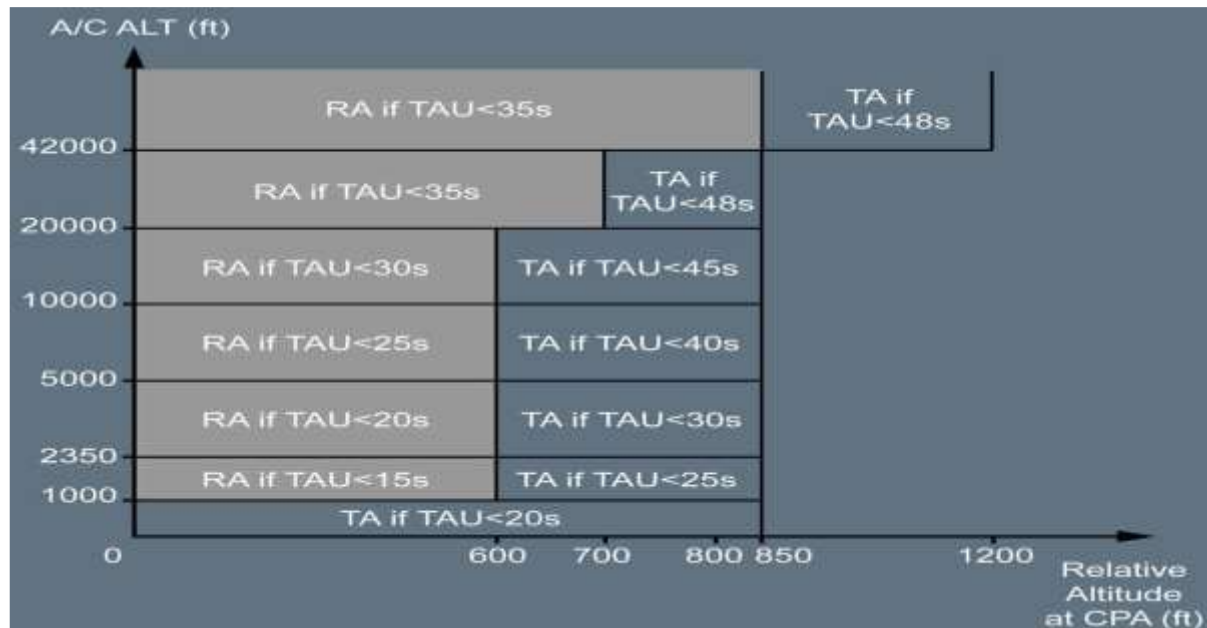 A/C ALT (ft)
RA if TAU<35s
TA if
TAU<48s
42000
RA if TAU<35s
TA if
TAU<48s
20000
RA if TAU<30s
TA if TAU<45s
10000
RA if TAU<25s
TA if TAU<40s
5000
RA if TAU<20s
TA if TAU<30s
2350
RA if TAU<15s
TA if TAU<25s
1000
TA if TAU<20s
0
600
700
800
850
1200
Relative
Altitude
at CPA (ft)